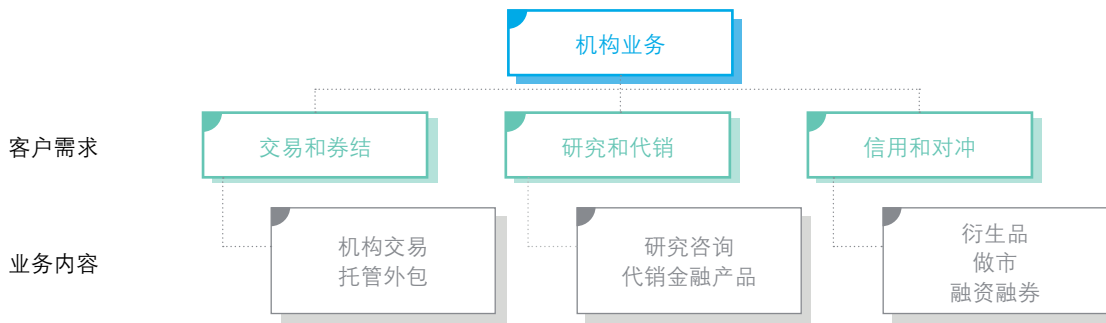 机构业务
客户需求
交易和券结
研究和代销
信用和对冲
业务内容
机构交易
托管外包
研究咨询
代销金融产品
衍生品
做市
融资融券